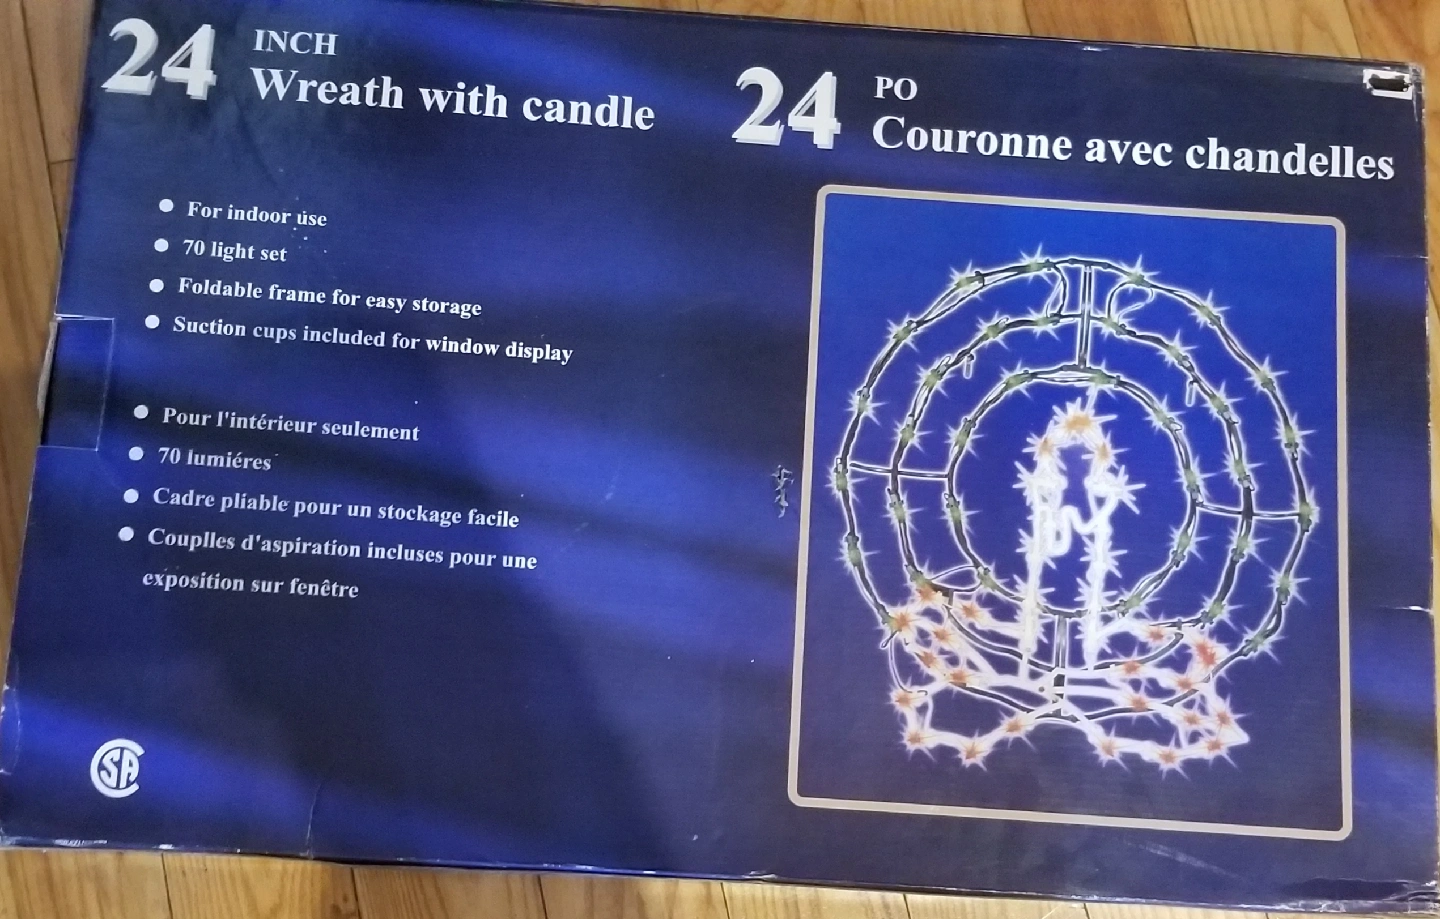 24 INCH
Wreath with candle
24 PO
Couronne avec chandelles
● For indoor use
● 70 light set
● Foldable frame for easy storage
● Suction cups included for window display
● Pour l'intérieur seulement
● 70 lumiéres
● Cadre pliable pour un stockage facile
● Couplles d'aspiration incluses pour une
exposition sur fenêtre
CSA